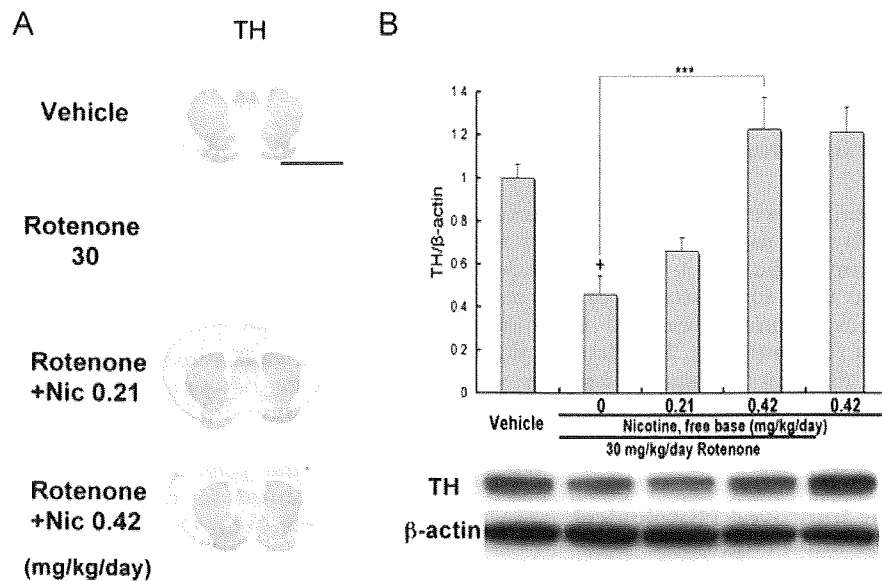 A
TH
Vehicle
Rotenone
30
Rotenone
+Nic 0.21
Rotenone
+Nic 0.42
(mg/kg/day)
B
***
1.4
1.2
1
0.8
0.6
0.4
0.2
0
TH/β-actin
+
Vehicle
0 0.21 0.42 0.42
Nicotine, free base (mg/kg/day)
30 mg/kg/day Rotenone
TH
β-actin